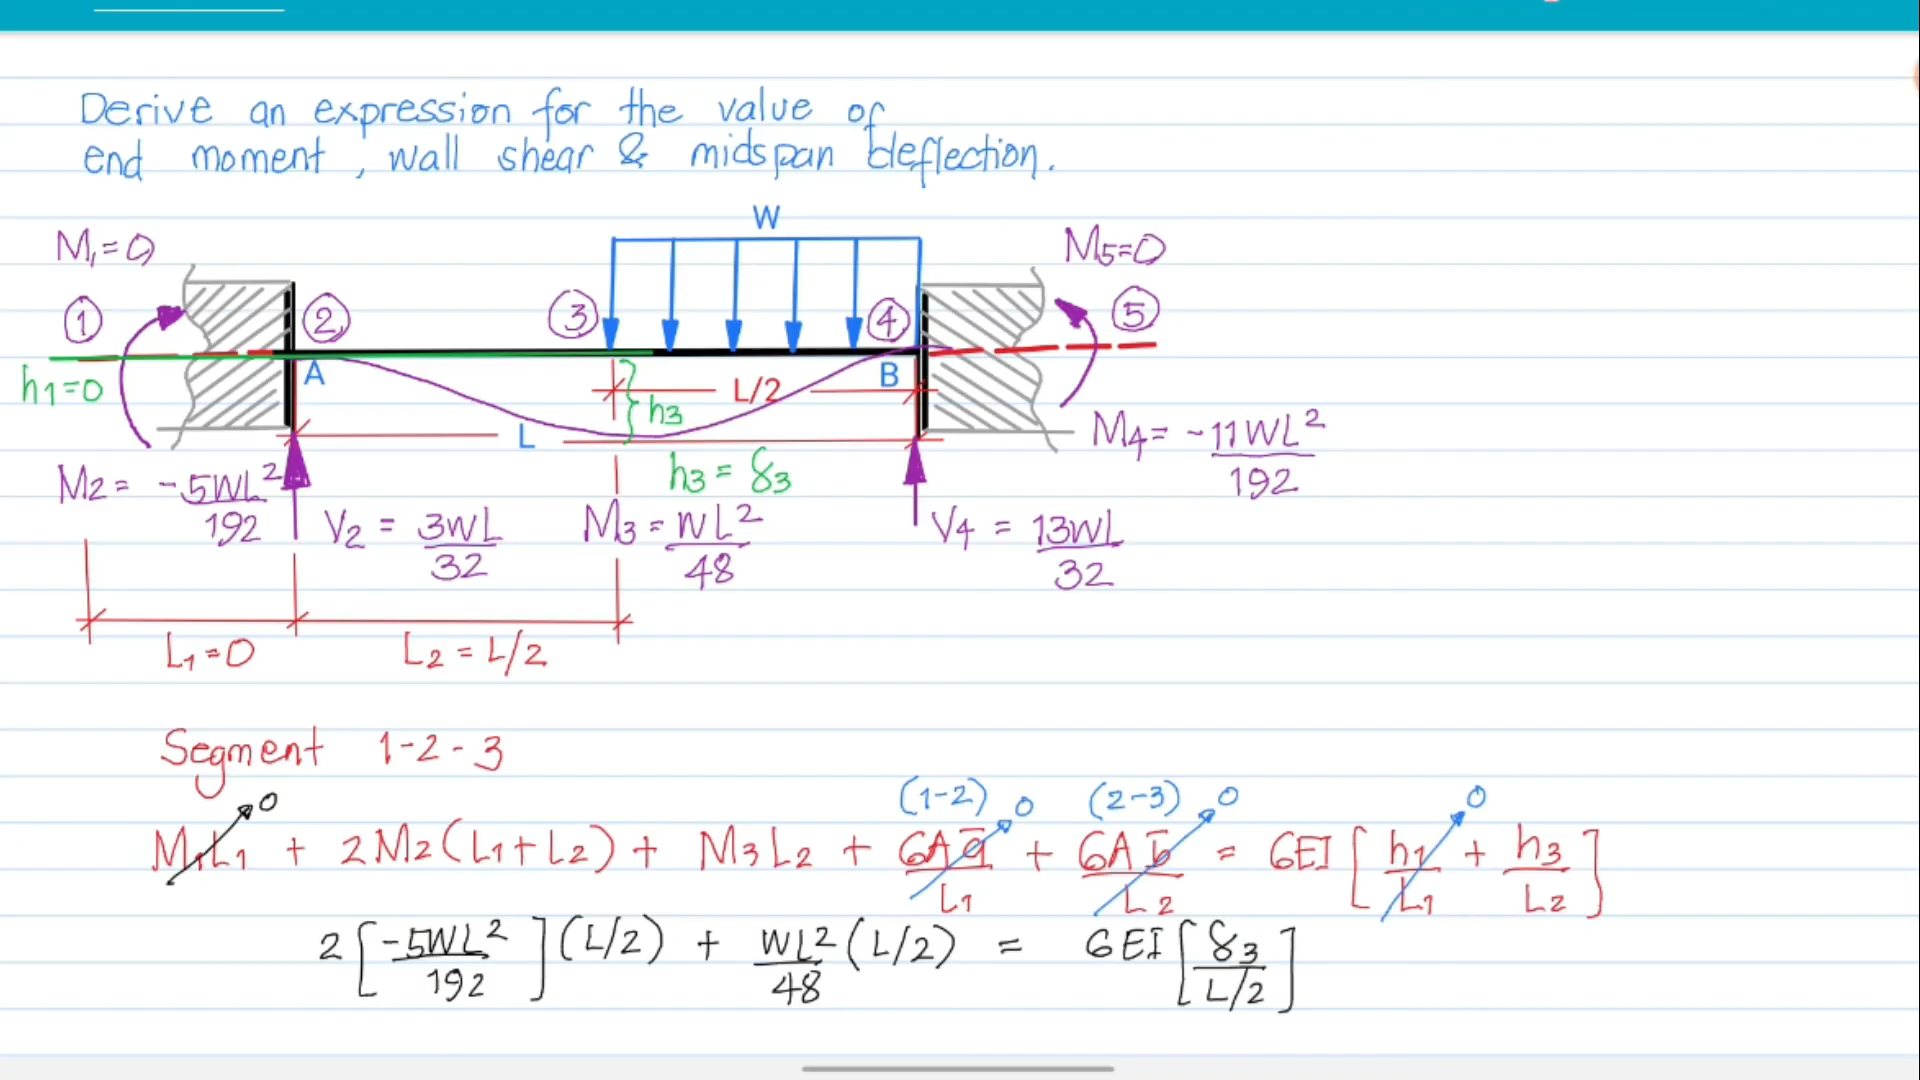 Derive an expression for the value of
end moment, wall shear & midspan deflection.
W
M1=0
M5=0
1 2 3 4 5
A
B
h1=0
L/2
h3
L
h3 = δ3
M4= -11WL²/192
M2= -5WL²/192
V2 = 3WL/32
M3 = WL²/48
V4 = 13WL/32
L1=0
L2 = L/2
Segment 1-2-3
(1-2) 0 (2-3) 0 0
0
M1L1 + 2M2(L1+L2) + M3L2 + 6Aā/L1 + 6Ab̄/L2 = 6EI[h1/L1 + h3/L2]
2[-5WL²/192](L/2) + WL²/48(L/2) = 6EI[δ3/L/2]